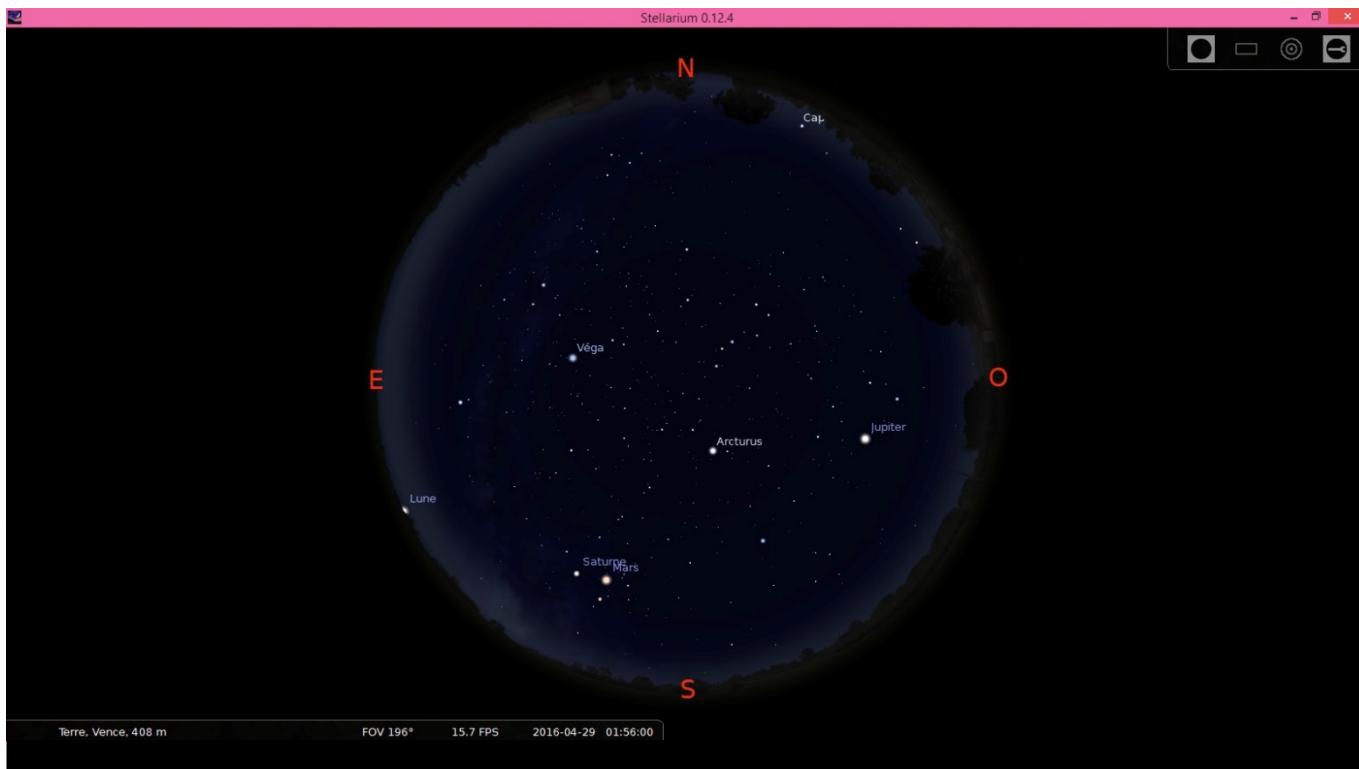 Stellarium 0.12.4
N
Cap
Véga
E
O
Jupiter
Arcturus
Lune
Saturne
Mars
S
Terre, Vence, 408 m FOV 196° 15.7 FPS 2016-04-29 01:56:00